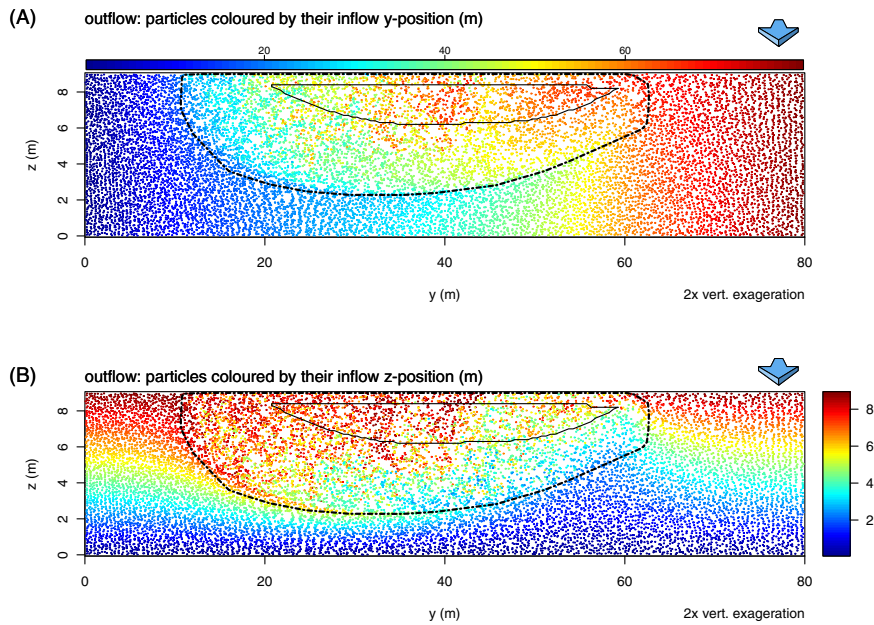 (A)
outflow: particles coloured by their inflow y-position (m)
20 40 60
8
6
4
2
0
z (m)
0 20 40 60 80
y (m)
2x vert. exageration
(B)
outflow: particles coloured by their inflow z-position (m)
8
6
4
2
0
z (m)
8
6
4
2
0 20 40 60 80
y (m)
2x vert. exageration